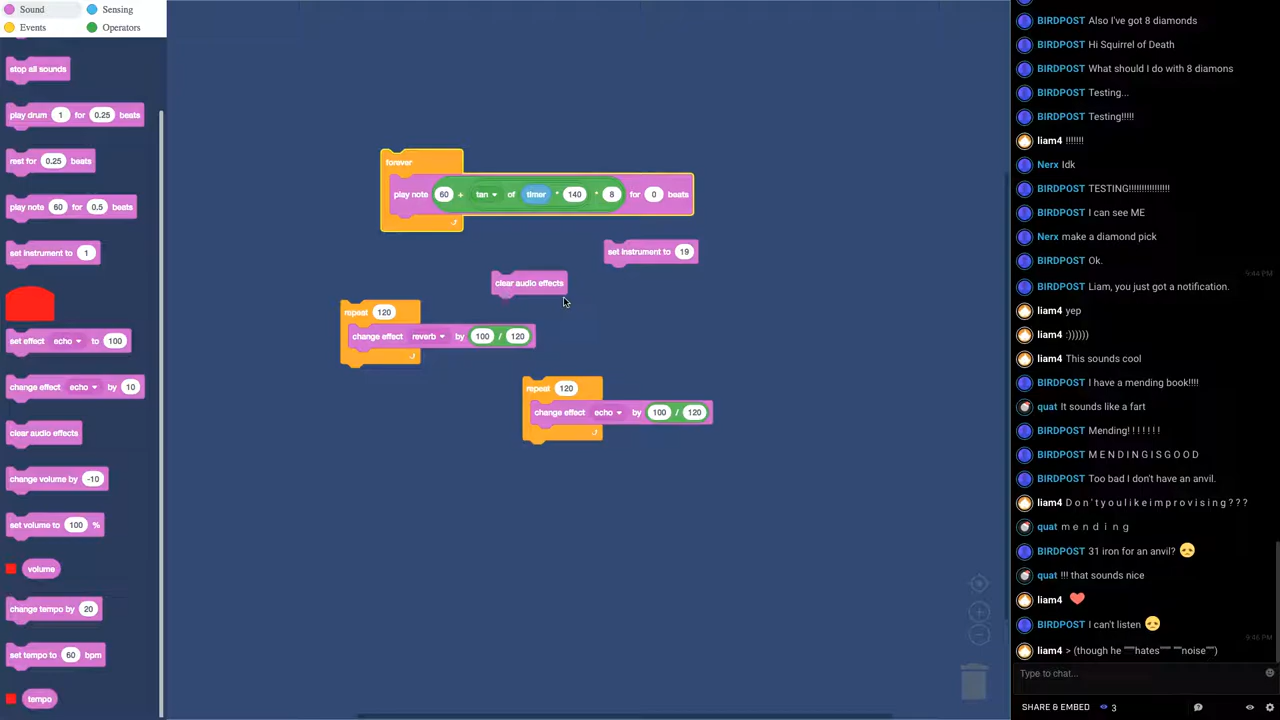 Sound
Sensing
Events
Operators
stop all sounds
play drum 1 for 0.25 beats
rest for 0.25 beats
play note 60 for 0.5 beats
set instrument to 1
set effect echo 100 to
change effect echo by 10
clear audio effects
change volume by -10
set volume to 100 %
volume
change tempo by 20
set tempo to 60 bpm
tempo
forever
play note 60 + tan of timer * 140 * 8 for 0 beats
set instrument to 19
clear audio effects
repeat 120
change effect reverb by 100 / 120
repeat 120
change effect echo by 100 / 120
BIRDPOST Also I've got 8 diamonds
BIRDPOST Hi Squirrel of Death
BIRDPOST What should I do with 8 diamons
BIRDPOST Testing...
BIRDPOST Testing!!!!!
liam4 !!!!!!!
Nerx Idk
BIRDPOST TESTING!!!!!!!!!!!!!!!!!
BIRDPOST I can see ME
Nerx make a diamond pick
BIRDPOST Ok.
9:44 PM
BIRDPOST Liam, you just got a notification.
liam4 yep
liam4 :))))))
liam4 This sounds cool
BIRDPOST I have a mending book!!!!
quat It sounds like a fart
BIRDPOST Mending! ! ! ! ! ! !
BIRDPOST M E N D I N G I S G O O D
BIRDPOST Too bad I don't have an anvil.
liam4 D o n ' t y o u l i k e i m p r o v i s i n g ? ? ?
quat m e n d i n g
BIRDPOST 31 iron for an anvil? 😞
quat !!! that sounds nice
liam4 ❤
BIRDPOST I can't listen 😞
9:46 PM
liam4 > (though he """hates""" """noise""")
Type to chat...
SHARE & EMBED 3